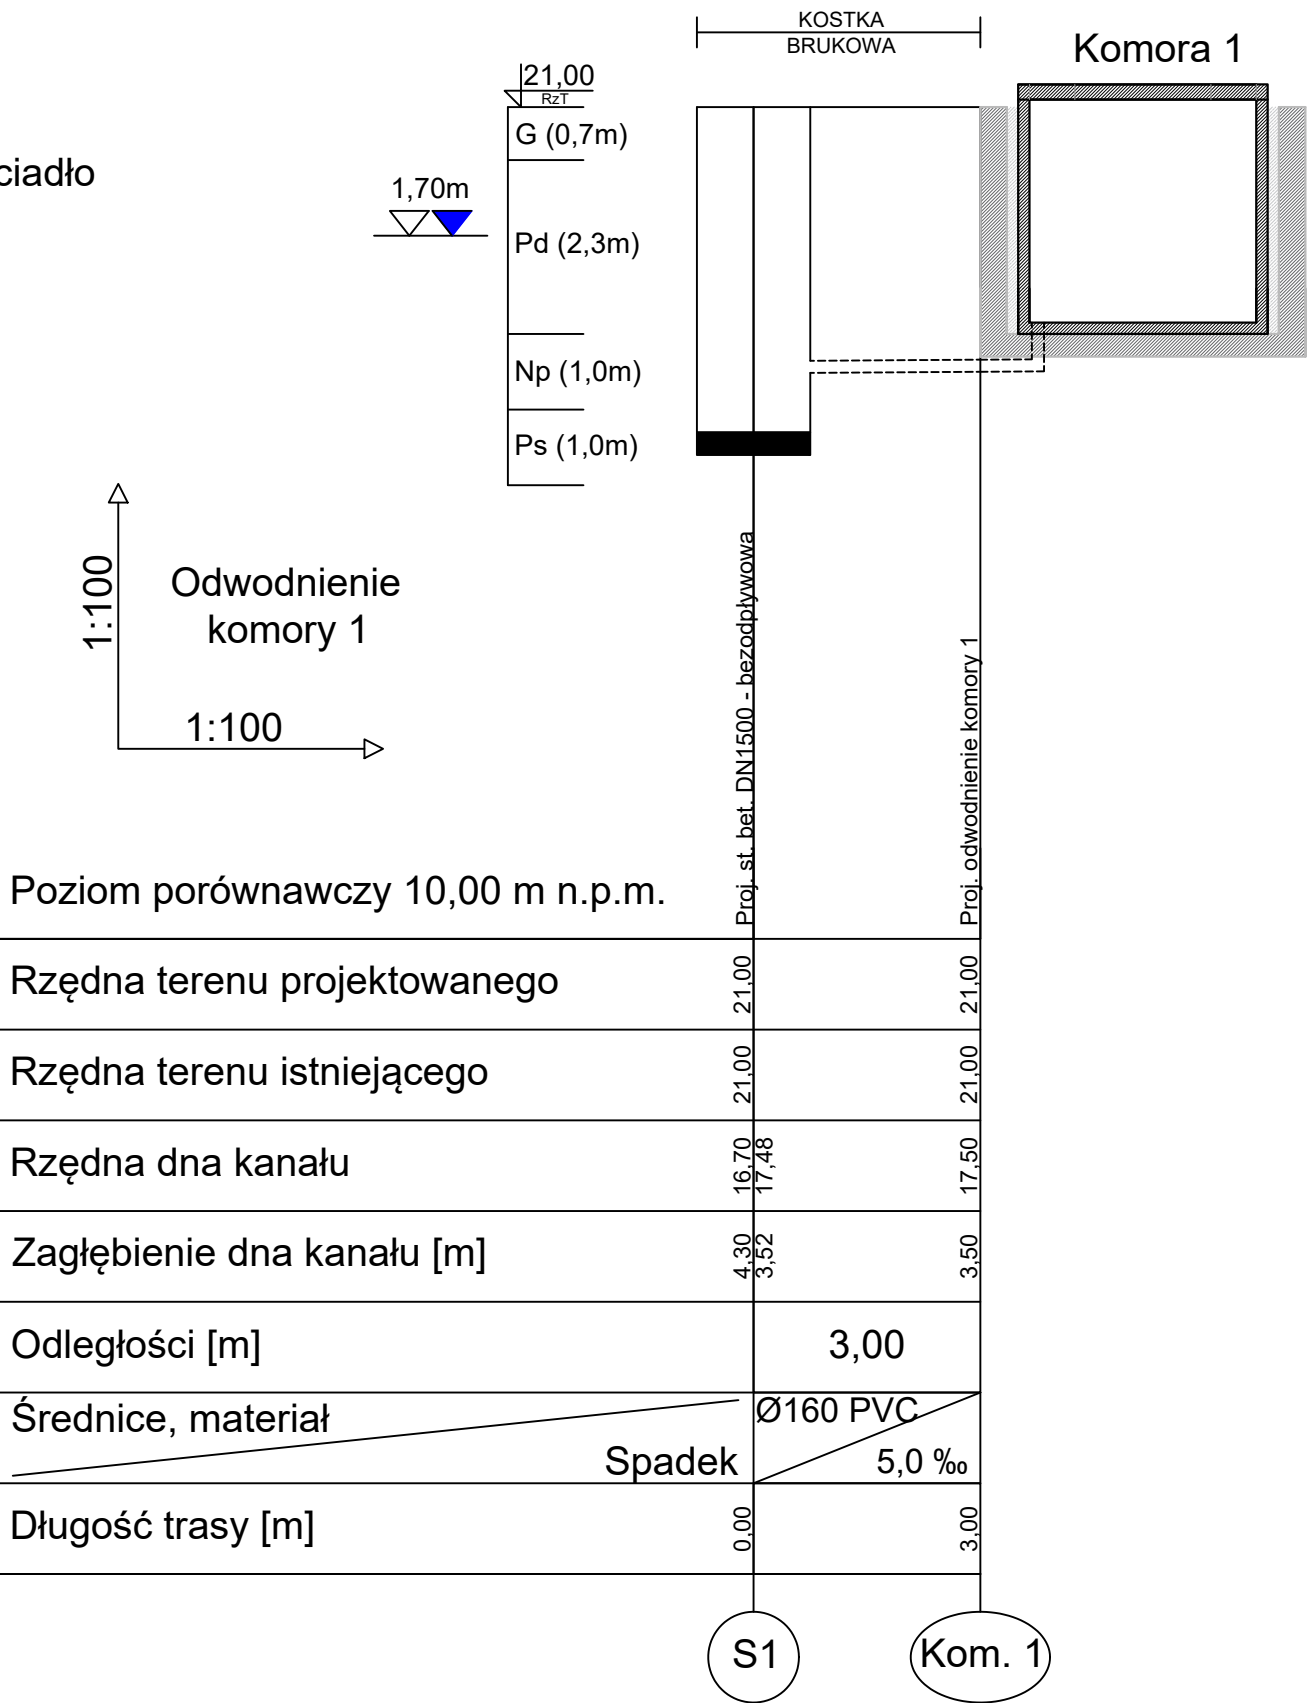 KOSTKA
BRUKOWA
Komora 1
21,00
RzT
G (0,7m)
ciadło
1,70m
Pd (2,3m)
Np (1,0m)
Ps (1,0m)
1:100
Odwodnienie
komory 1
1:100
Proj. st. bet. DN1500 - bezodpływowa
Proj. odwodnienie komory 1
Poziom porównawczy 10,00 m n.p.m.
Rzędna terenu projektowanego
21,00
21,00
Rzędna terenu istniejącego
21,00
21,00
Rzędna dna kanału
16,70
17,48
17,50
Zagłębienie dna kanału [m]
4,30
3,52
3,50
Odległości [m]
3,00
Średnice, materiał
Spadek
Ø160 PVC
5,0 ‰
Długość trasy [m]
0,00
3,00
S1
Kom. 1